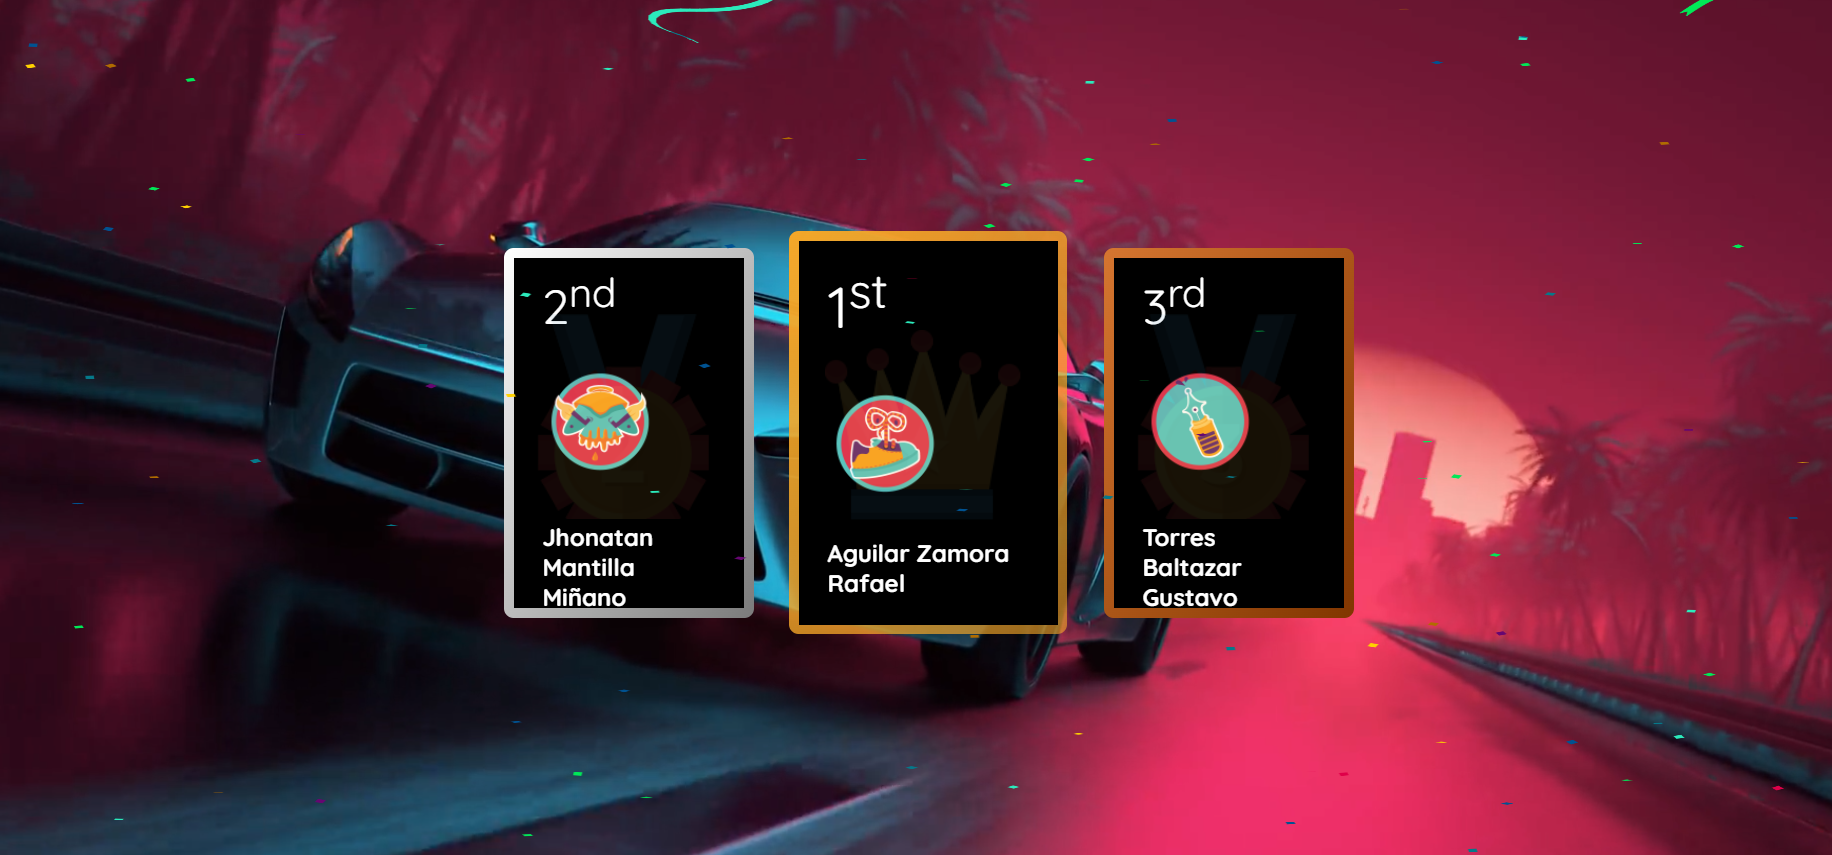 2nd
Jhonatan
Mantilla
Miñano
1st
Aguilar Zamora
Rafael
3rd
Torres
Baltazar
Gustavo